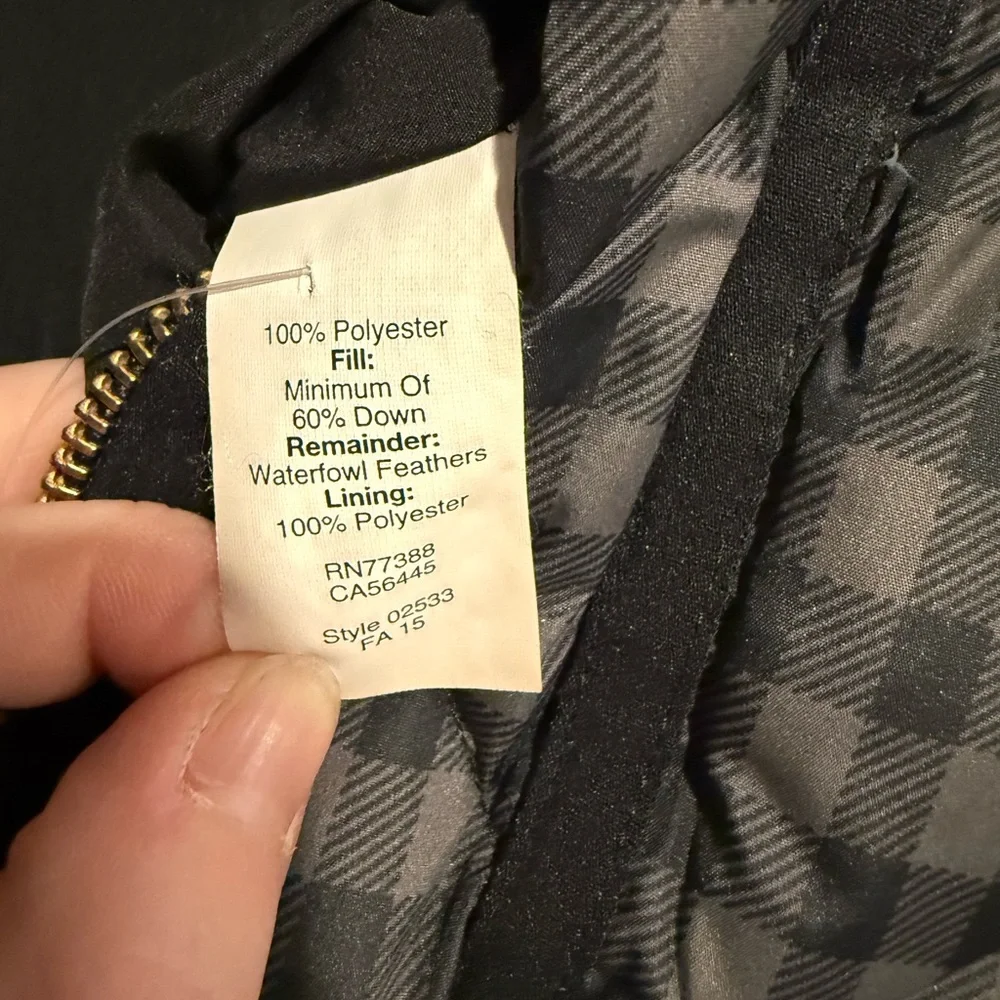 100% Polyester
Fill:
Minimum Of
60% Down
Remainder:
Waterfowl Feathers
Lining:
100% Polyester
RN77388
CA56445
Style 02533
FA 15